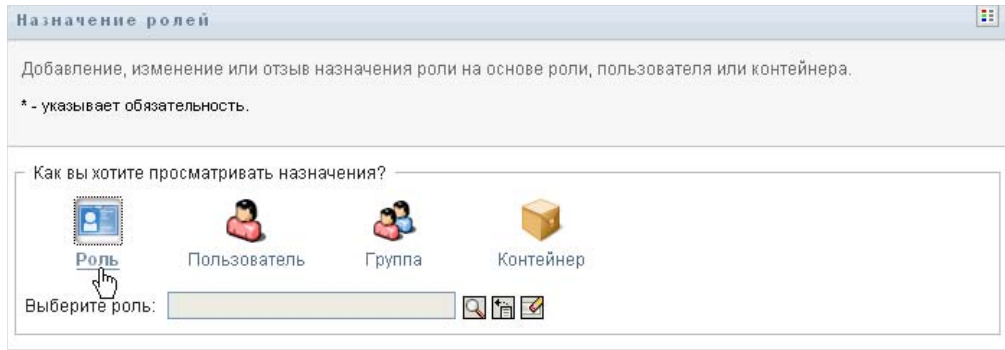 Назначение ролей
Добавление, изменение или отзыв назначения роли на основе роли, пользователя или контейнера.
* - указывает обязательность.
Как вы хотите просматривать назначения?
Роль Пользователь Группа Контейнер
Выберите роль: